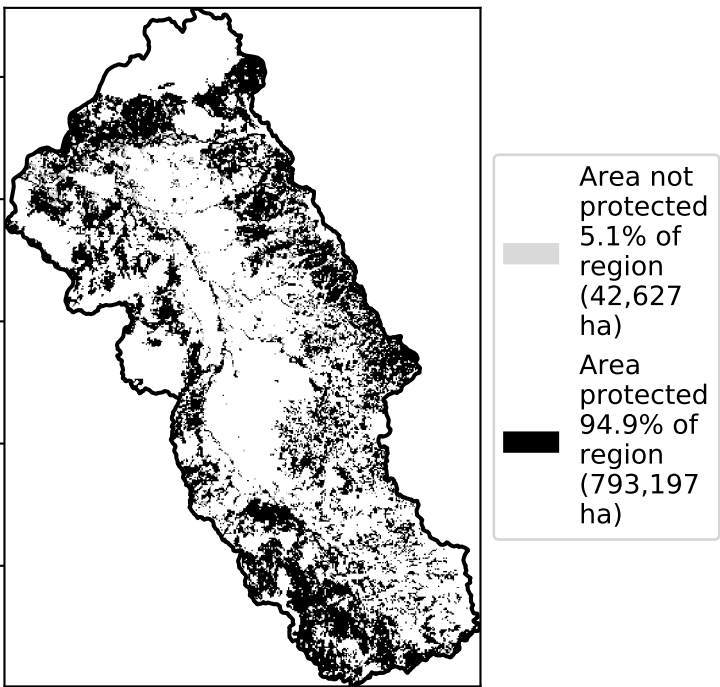 Area not
protected
5.1% of
region
(42,627
ha)
Area
protected
94.9% of
region
(793,197
ha)